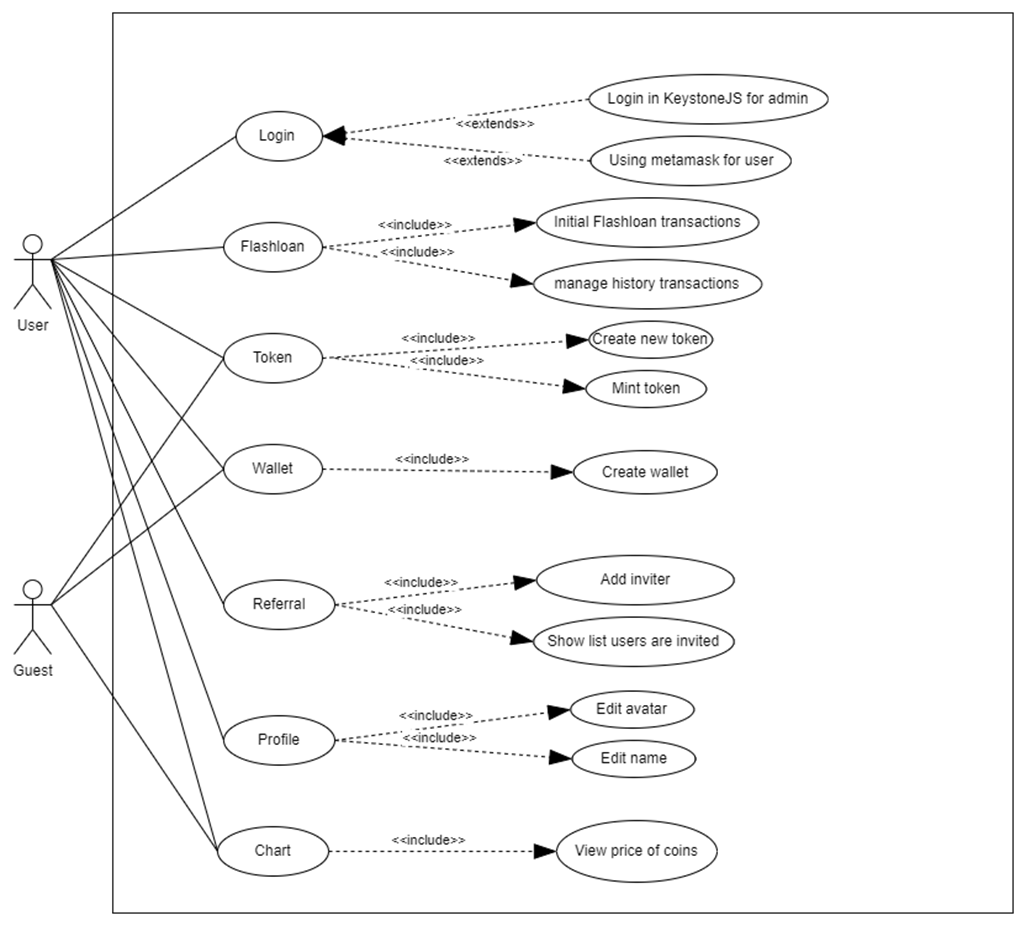 Login in KeystoneJS for admin
<<extends>>
Login
<<extends>>
Using metamask for user
<<include>>
Initial Flashloan transactions
Flashloan
<<include>>
manage history transactions
User
<<include>>
Create new token
Token
<<include>>
Mint token
<<include>>
Wallet
Create wallet
<<include>>
Add inviter
Referral
<<include>>
Show list users are invited
Guest
<<include>>
Edit avatar
Profile
<<include>>
Edit name
<<include>>
Chart
View price of coins